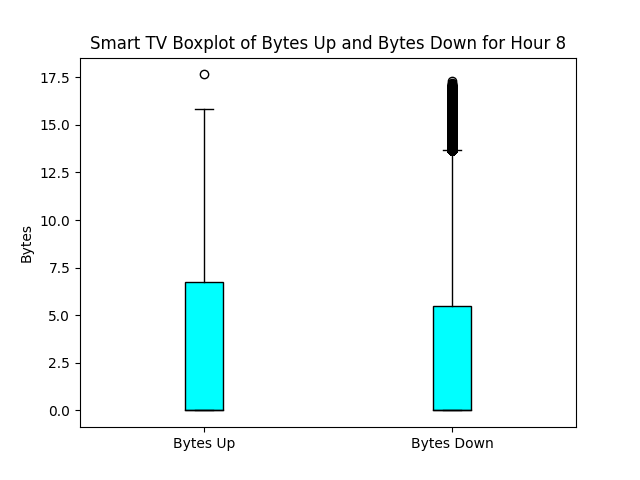 Smart TV Boxplot of Bytes Up and Bytes Down for Hour 8
17.5
15.0
12.5
10.0
7.5
5.0
2.5
0.0
Bytes
Bytes Up
Bytes Down